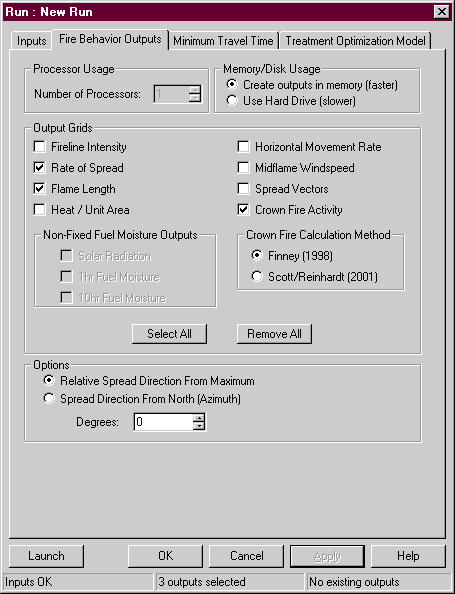 Run : New Run
Inputs Fire Behavior Outputs Minimum Travel Time Treatment Optimization Model
Processor Usage
Number of Processors: 1
Memory/Disk Usage
Create outputs in memory (faster)
Use Hard Drive (slower)
Output Grids
Fireline Intensity
Rate of Spread
Flame Length
Heat / Unit Area
Horizontal Movement Rate
Midflame Windspeed
Spread Vectors
Crown Fire Activity
Non-Fixed Fuel Moisture Outputs
Solar Radiation
1hr Fuel Moisture
10hr Fuel Moisture
Crown Fire Calculation Method
Finney (1998)
Scott/Reinhardt (2001)
Select All Remove All
Options
Relative Spread Direction From Maximum
Spread Direction From North (Azimuth)
Degrees: 0
Launch OK Cancel Apply Help
Inputs OK 3 outputs selected No existing outputs